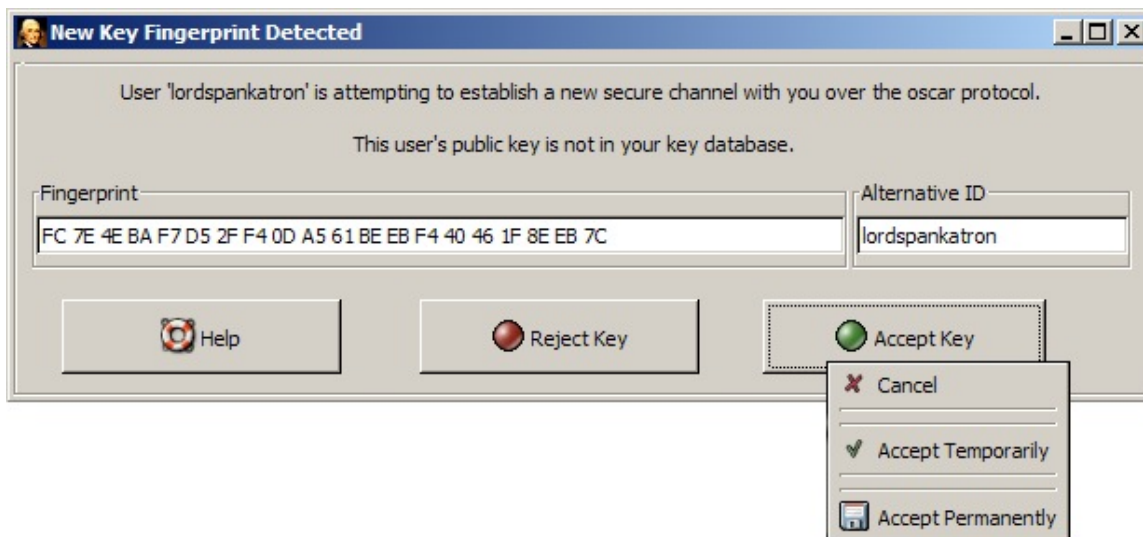 New Key Fingerprint Detected
User 'lordspankatron' is attempting to establish a new secure channel with you over the oscar protocol.
This user's public key is not in your key database.
Fingerprint
Alternative ID
FC 7E 4E BA F7 D5 2F F4 0D A5 61 BE EB F4 40 46 1F 8E EB 7C
lordspankatron
Help
Reject Key
Accept Key
Cancel
Accept Temporarily
Accept Permanently